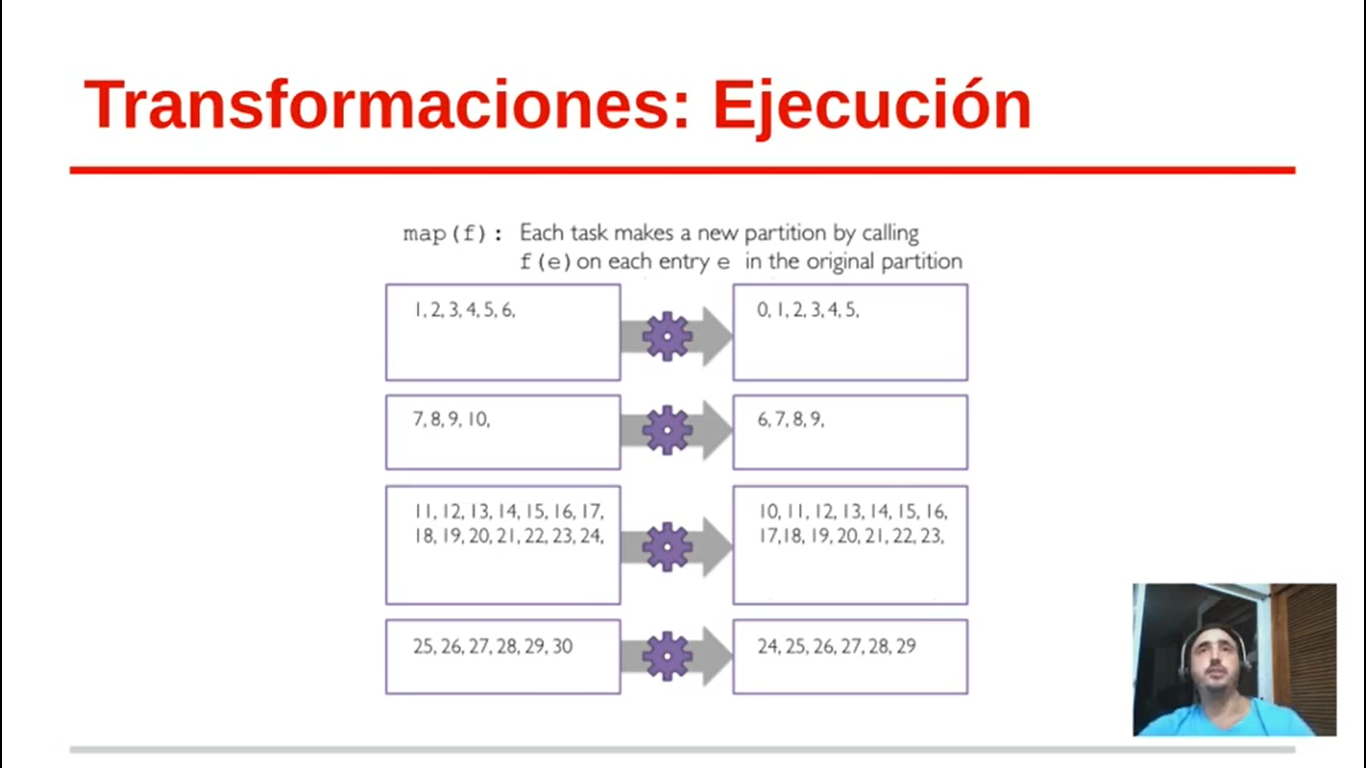 Transformaciones: Ejecución
map(f): Each task makes a new partition by calling
f(e) on each entry e in the original partition
1, 2, 3, 4, 5, 6,
0, 1, 2, 3, 4, 5,
7, 8, 9, 10,
6, 7, 8, 9,
11, 12, 13, 14, 15, 16, 17,
18, 19, 20, 21, 22, 23, 24,
10, 11, 12, 13, 14, 15, 16,
17,18, 19, 20, 21, 22, 23,
25, 26, 27, 28, 29, 30
24, 25, 26, 27, 28, 29